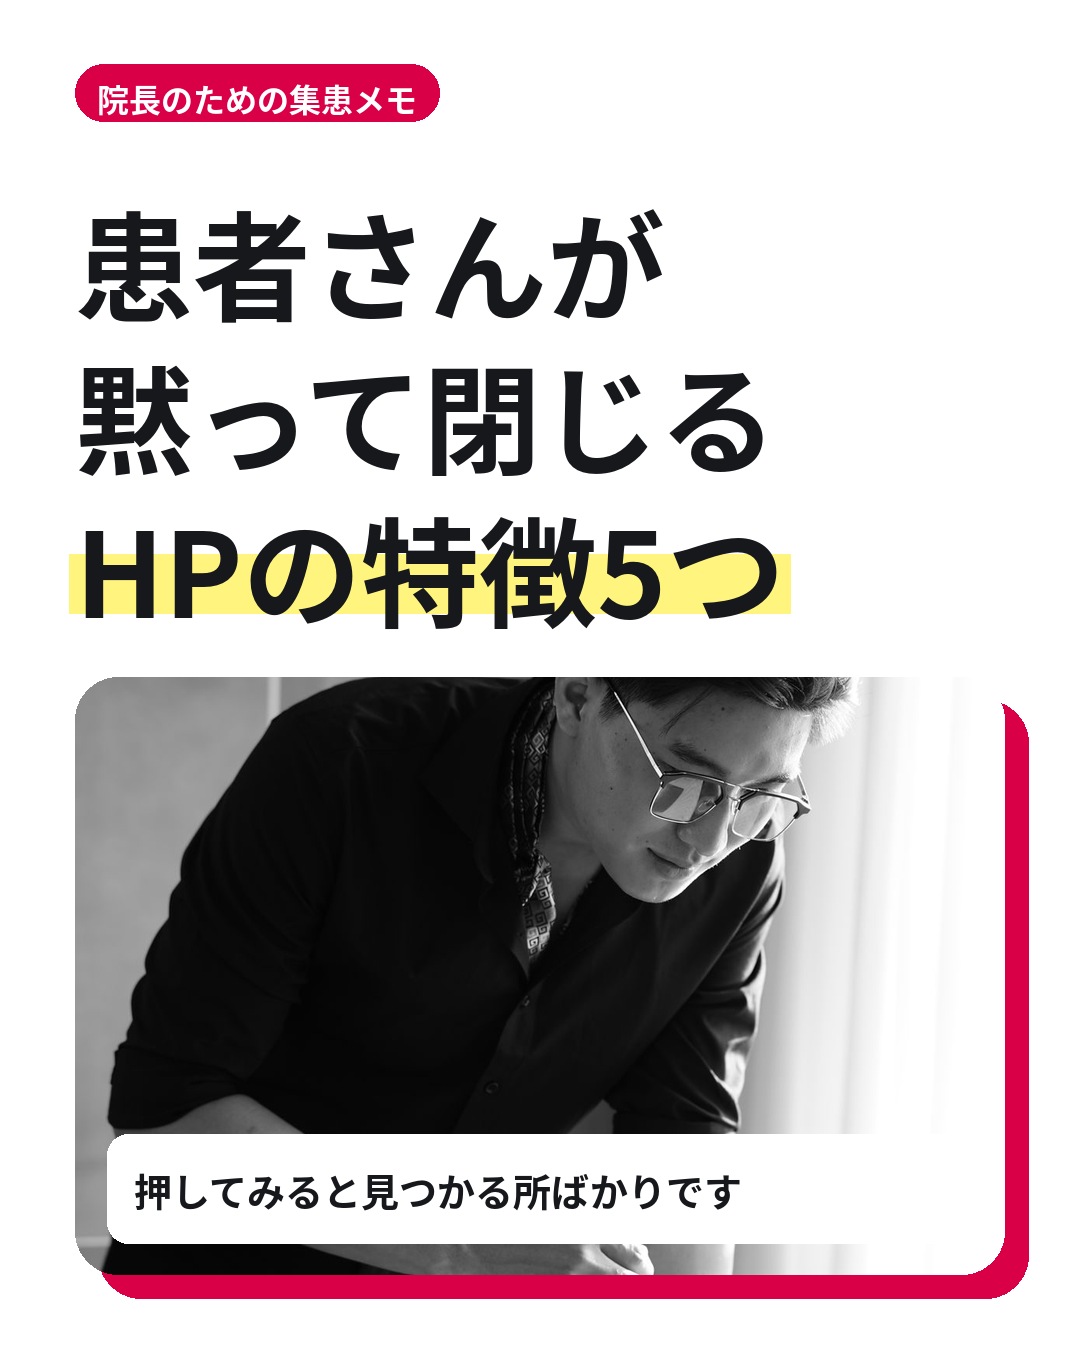 院長のための集患メモ
患者さんが
黙って閉じる
HPの特徴5つ
押してみると見つかる所ばかりです